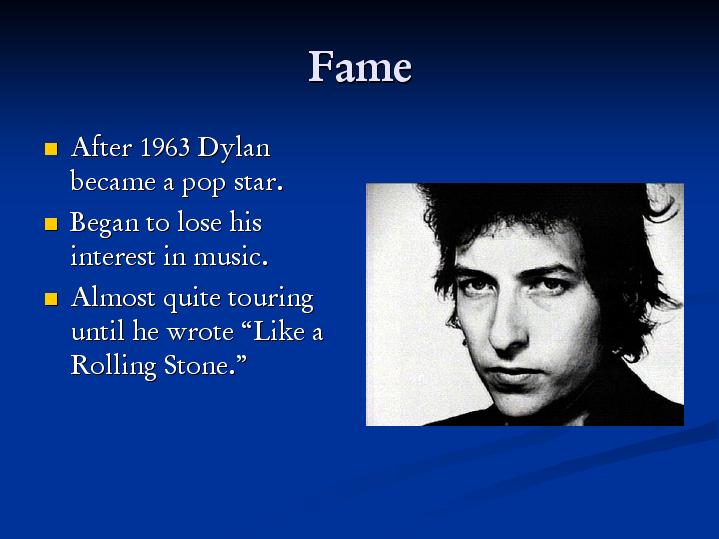 Fame
After 1963 Dylan
became a pop star.
Began to lose his
interest in music.
Almost quite touring
until he wrote “Like a
Rolling Stone.”